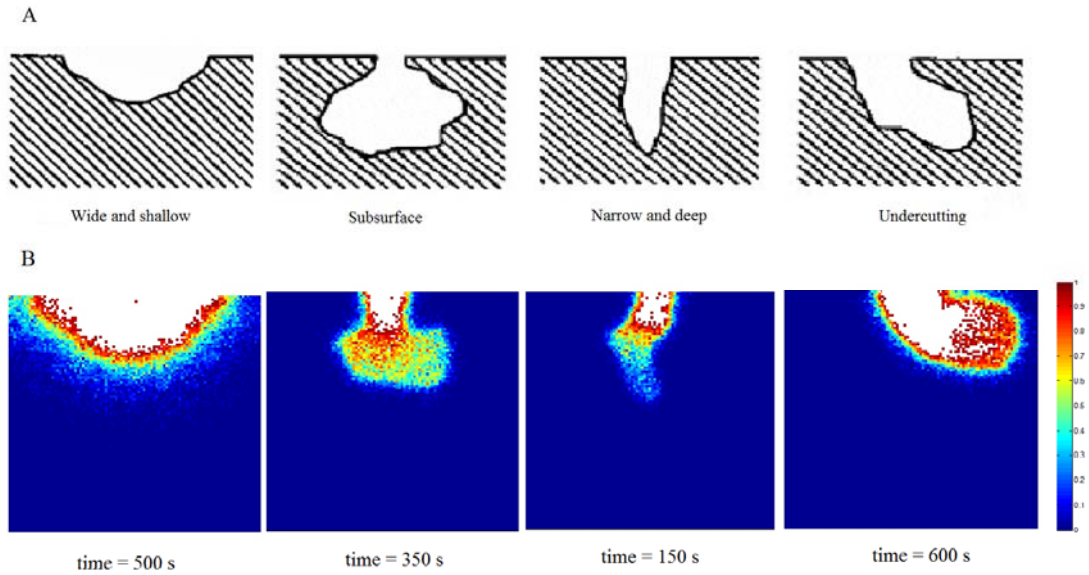 A
Wide and shallow
Subsurface
Narrow and deep
Undercutting
B
1
0.9
0.8
0.7
0.6
0.5
0.4
0.3
0.2
0.1
0
time = 500 s
time = 350 s
time = 150 s
time = 600 s